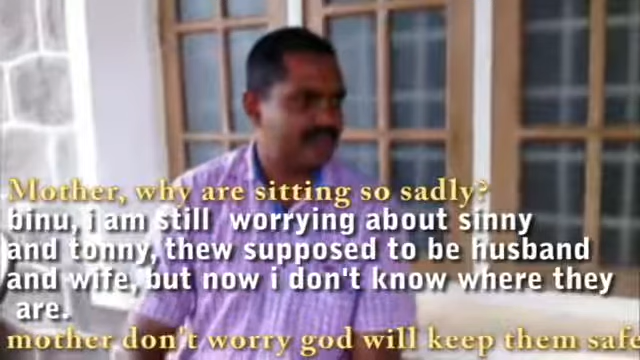 Mother, why are sitting so sadly?
binu, i am still worrying about sinny
and tonny, thew supposed to be husband
and wife, but now i don't know where they
are.
mother don't worry god will keep them safe